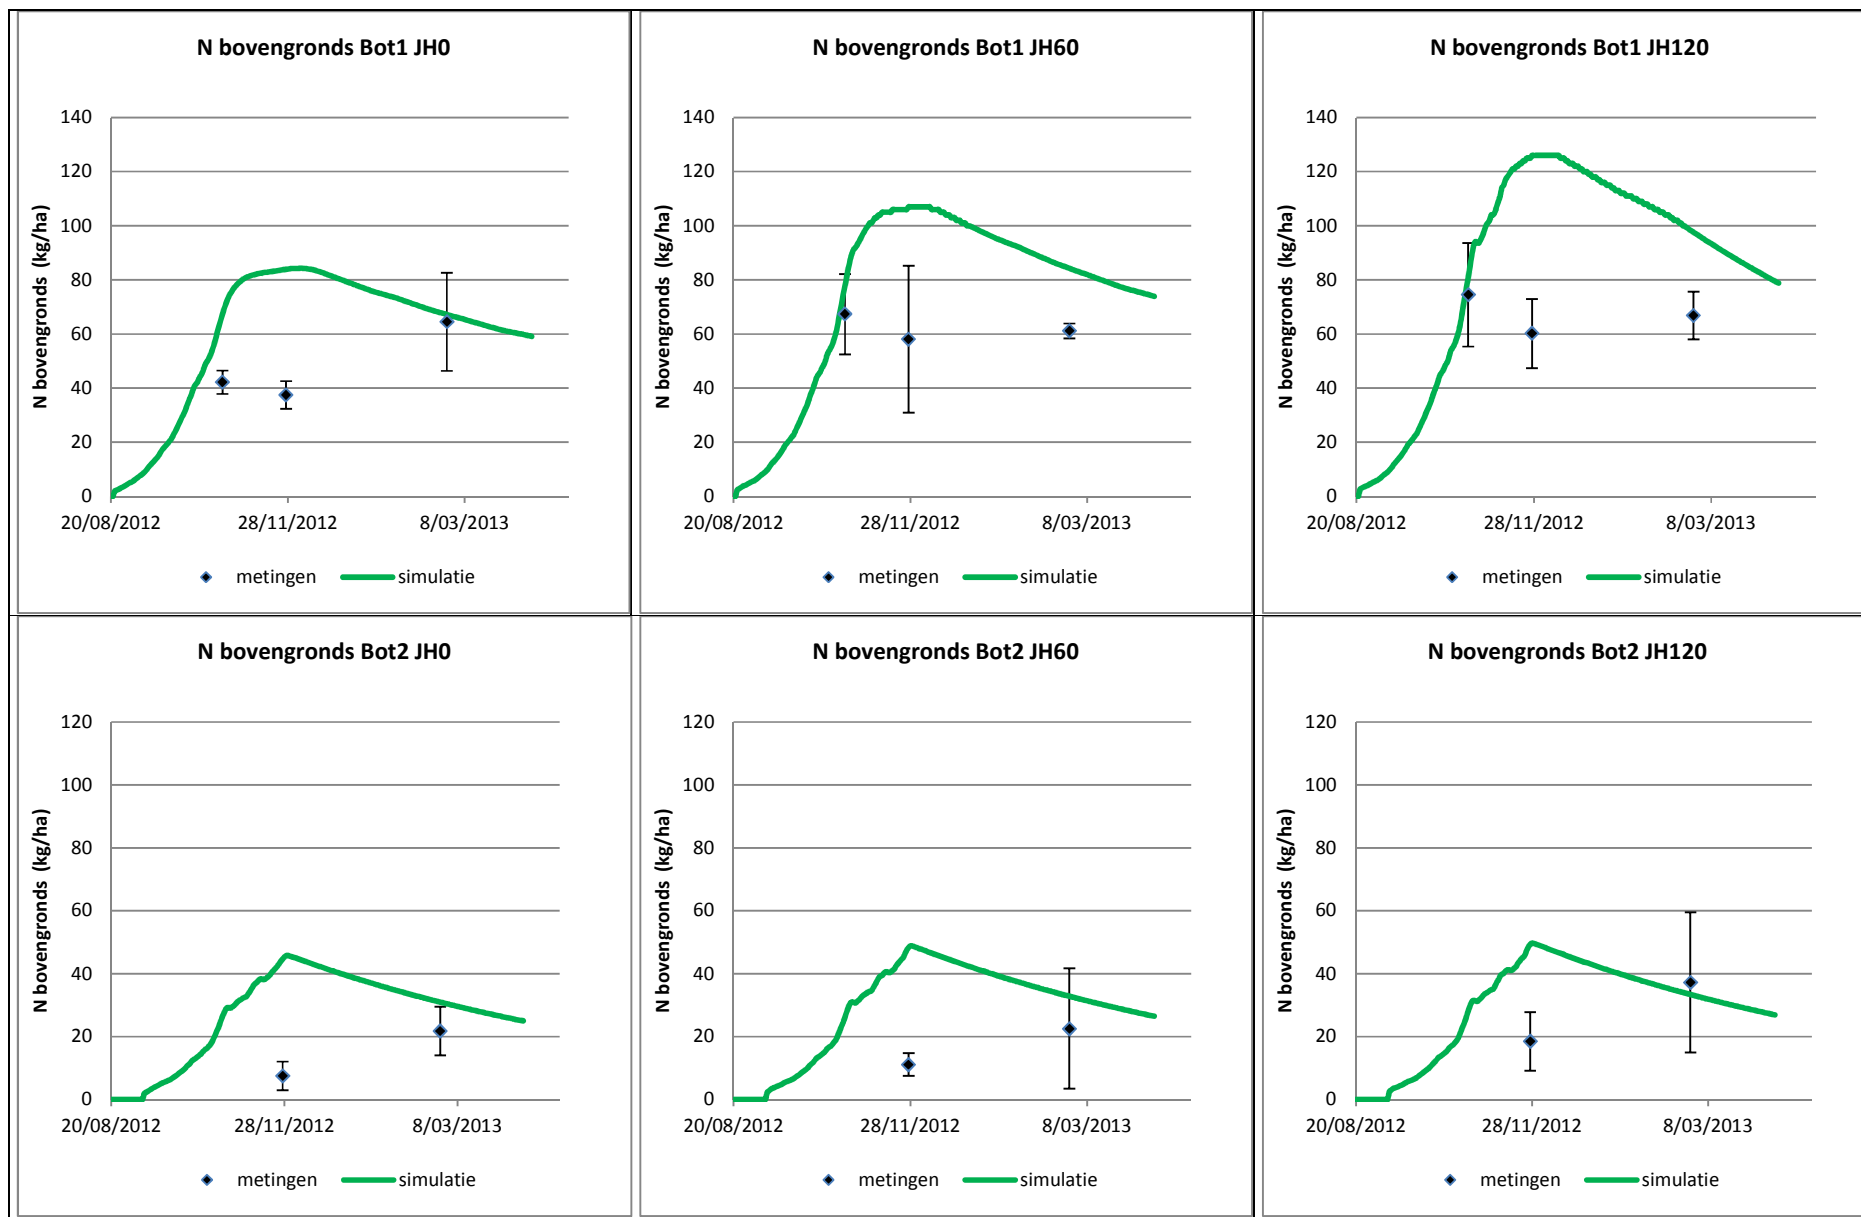 N bovengronds Bot1 JH0
N bovengronds (kg/ha)
140
120
100
80
60
40
20
0
20/08/2012 28/11/2012 8/03/2013
metingen simulatie
N bovengronds Bot1 JH60
N bovengronds (kg/ha)
140
120
100
80
60
40
20
0
20/08/2012 28/11/2012 8/03/2013
metingen simulatie
N bovengronds Bot1 JH120
N bovengronds (kg/ha)
140
120
100
80
60
40
20
0
20/08/2012 28/11/2012 8/03/2013
metingen simulatie
N bovengronds Bot2 JH0
N bovengronds (kg/ha)
120
100
80
60
40
20
0
20/08/2012 28/11/2012 8/03/2013
metingen simulatie
N bovengronds Bot2 JH60
N bovengronds (kg/ha)
120
100
80
60
40
20
0
20/08/2012 28/11/2012 8/03/2013
metingen simulatie
N bovengronds Bot2 JH120
N bovengronds (kg/ha)
120
100
80
60
40
20
0
20/08/2012 28/11/2012 8/03/2013
metingen simulatie